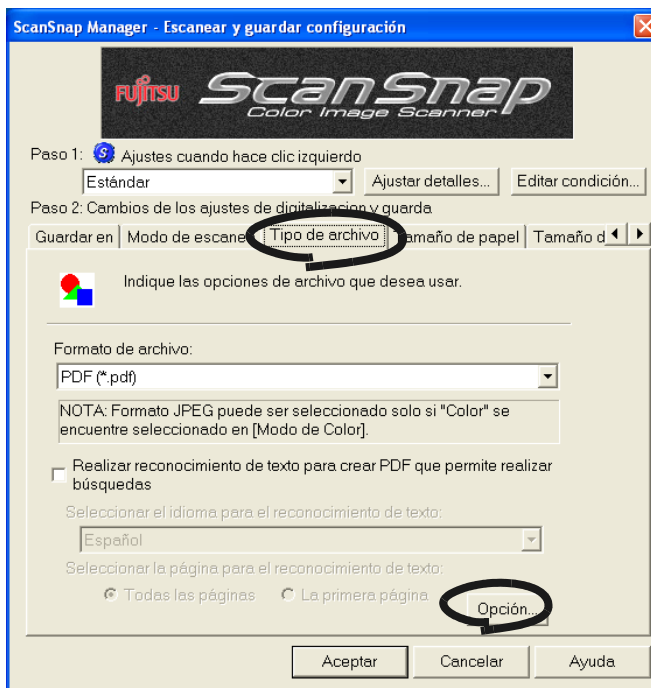 ScanSnap Manager - Escanear y guardar configuración
FUJITSU ScanSnap
Color Image Scanner
Paso 1: S Ajustes cuando hace clic izquierdo
Estándar Ajustar detalles... Editar condición...
Paso 2: Cambios de los ajustes de digitalizacion y guarda
Guardar en Modo de escane Tipo de archivo Tamaño de papel Tamaño d
Indique las opciones de archivo que desea usar.
Formato de archivo:
PDF (*.pdf)
NOTA: Formato JPEG puede ser seleccionado solo si "Color" se
encuentre seleccionado en [Modo de Color].
Realizar reconocimiento de texto para crear PDF que permite realizar
búsquedas
Seleccionar el idioma para el reconocimiento de texto:
Español
Seleccionar la página para el reconocimiento de texto:
Todas las páginas La primera página
Opción...
Aceptar Cancelar Ayuda